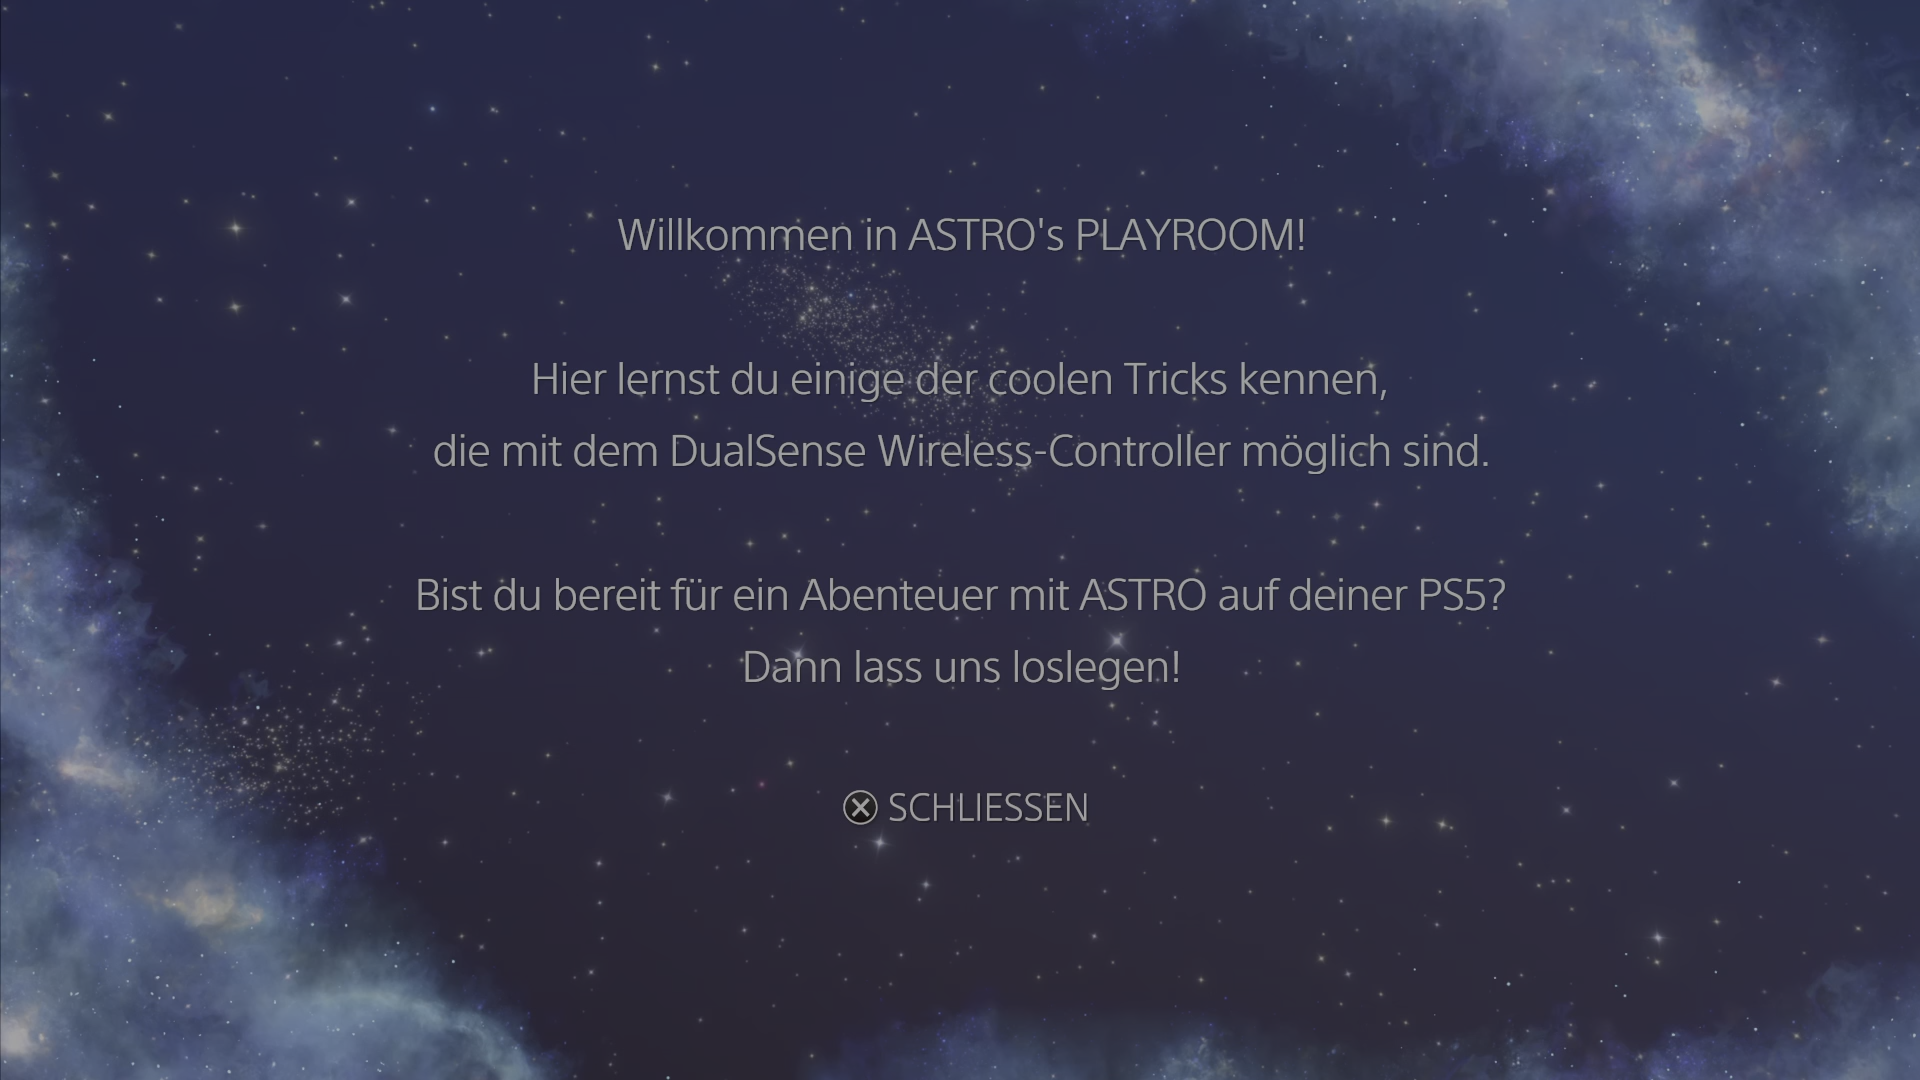 Willkommen in ASTRO's PLAYROOM!
Hier lernst du einige der coolen Tricks kennen,
die mit dem DualSense Wireless-Controller möglich sind.
Bist du bereit für ein Abenteuer mit ASTRO auf deiner PS5?
Dann lass uns loslegen!
SCHLIESSEN